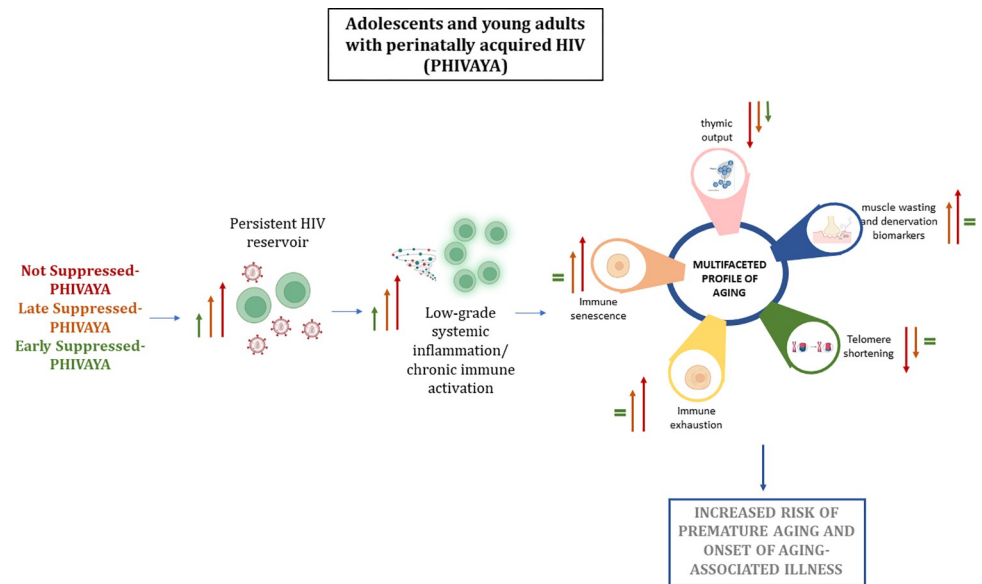 Adolescents and young adults
with perinatally acquired HIV
(PHIVAYA)
Not Suppressed-
PHIVAYA
Late Suppressed-
PHIVAYA
Early Suppressed-
PHIVAYA
Persistent HIV
reservoir
Low-grade
systemic
inflammation/
chronic immune
activation
=
Immune
senescence
thymic
output
muscle wasting
and denervation
biomarkers
=
MULTIFACETED
PROFILE OF
AGING
Telomere
shortening
=
=
Immune
exhaustion
INCREASED RISK OF
PREMATURE AGING AND
ONSET OF AGING-
ASSOCIATED ILLNESS